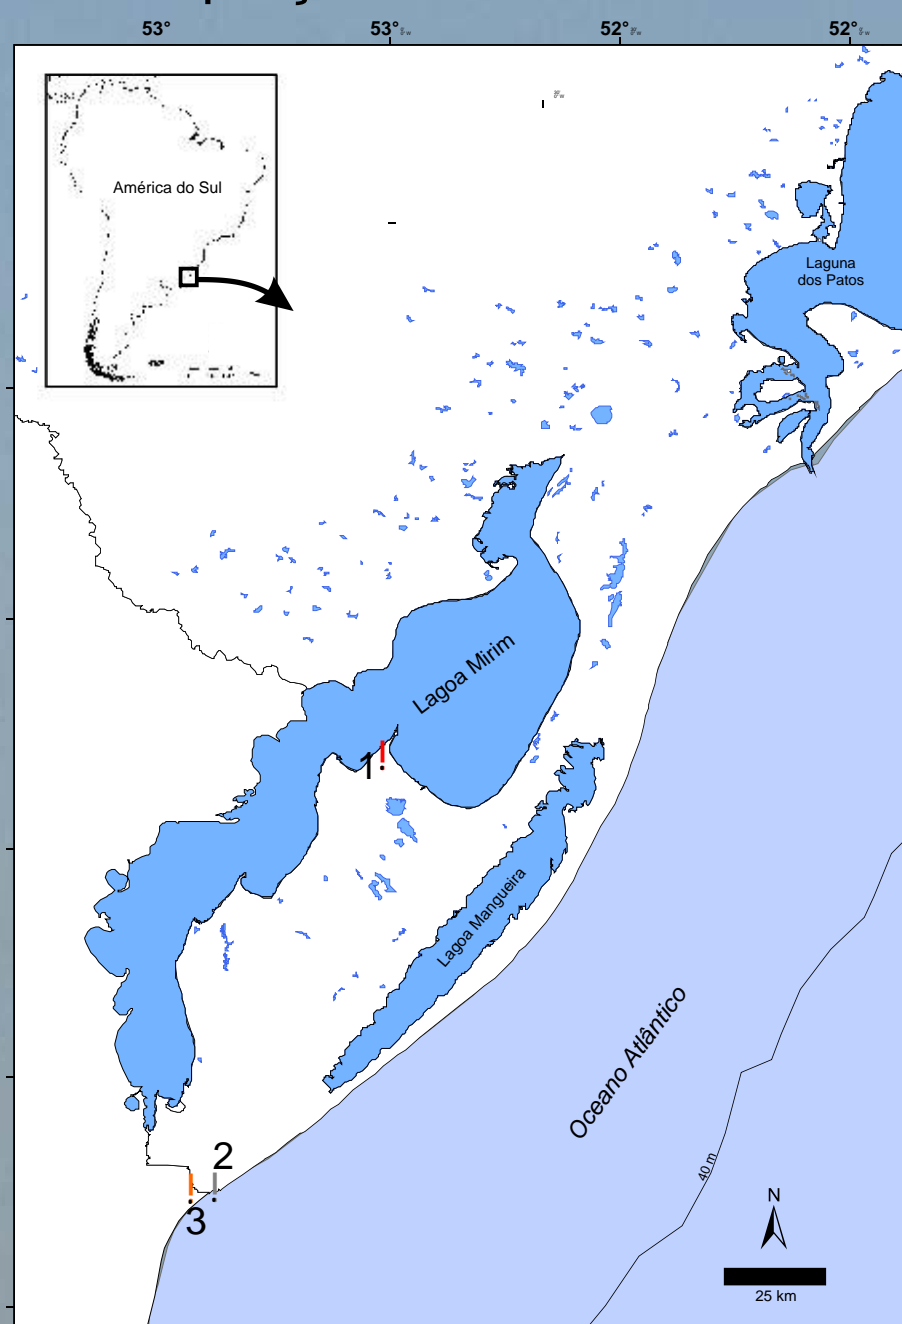 53°
53°
52°
52°
América do Sul
Laguna
dos Patos
Lagoa Mirim
1
Lagoa Mangueira
Oceano Atlântico
40 m
2
3
N
25 km